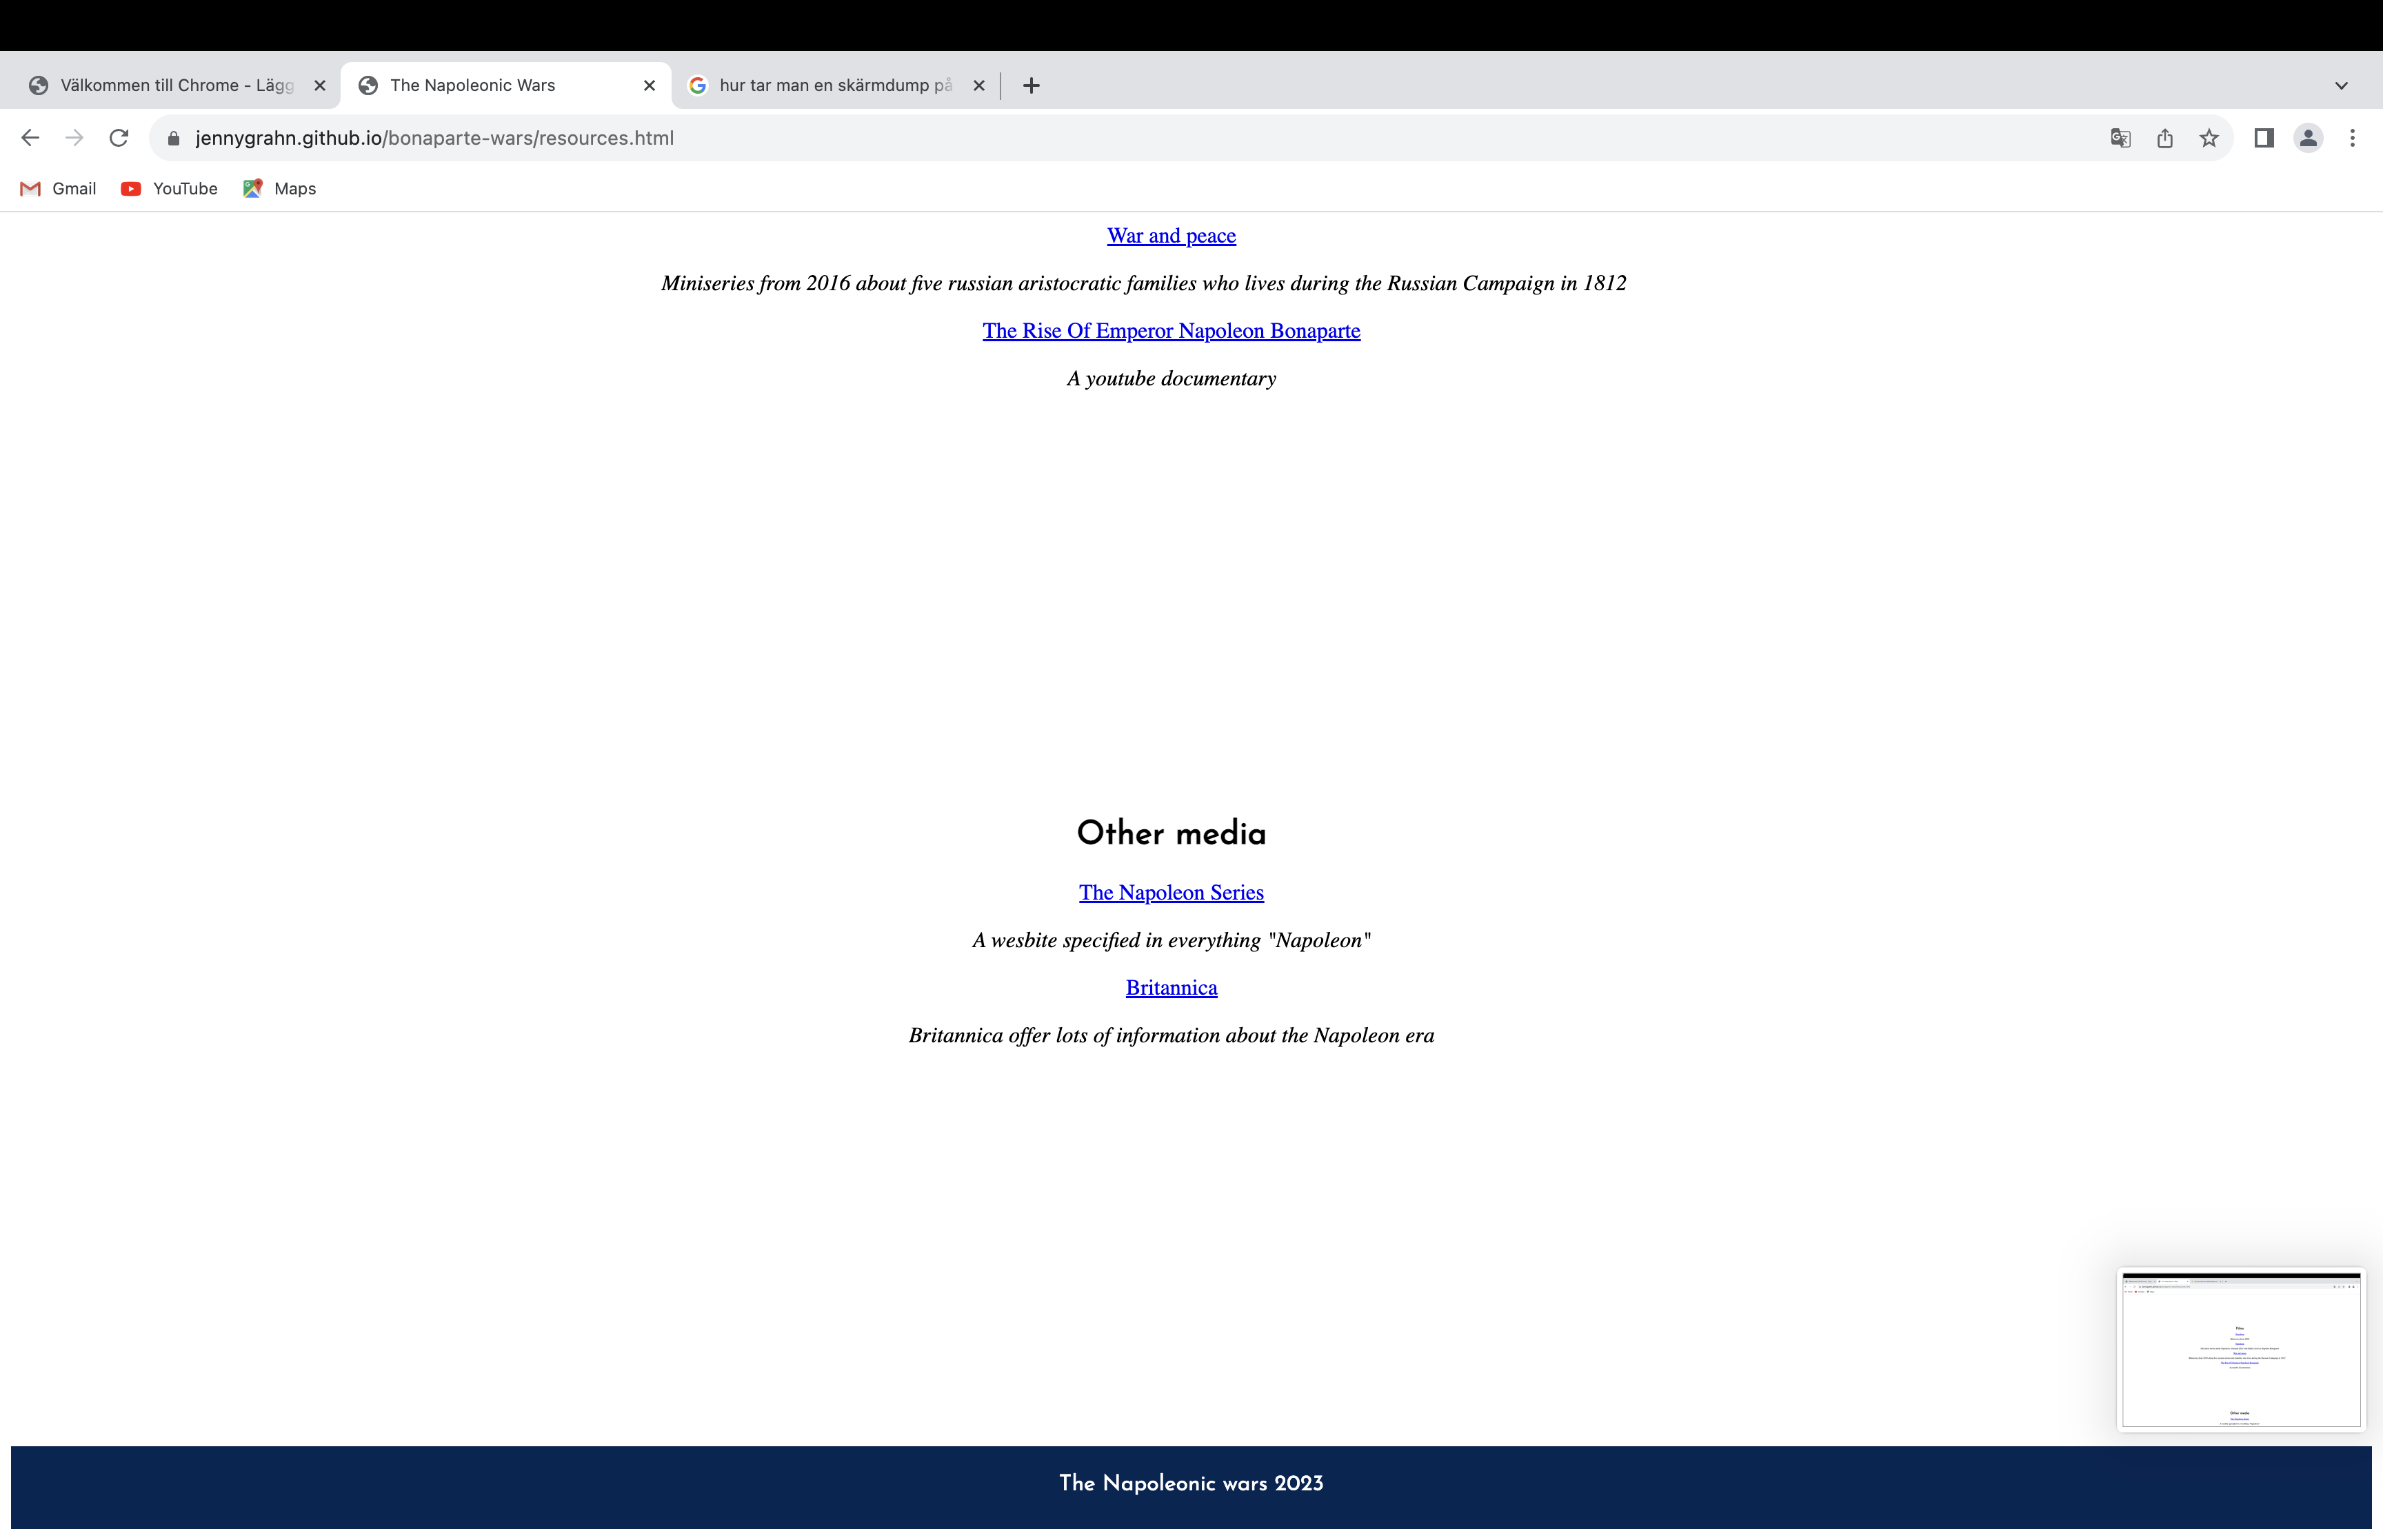 Välkommen till Chrome - Lägg
The Napoleonic Wars
hur tar man en skärmdump på
jennygrahn.github.io/bonaparte-wars/resources.html
Gmail
YouTube
Maps
War and peace
Miniseries from 2016 about five russian aristocratic families who lives during the Russian Campaign in 1812
The Rise Of Emperor Napoleon Bonaparte
A youtube documentary
Other media
The Napoleon Series
A wesbite specified in everything "Napoleon"
Britannica
Britannica offer lots of information about the Napoleon era
The Napoleonic wars 2023